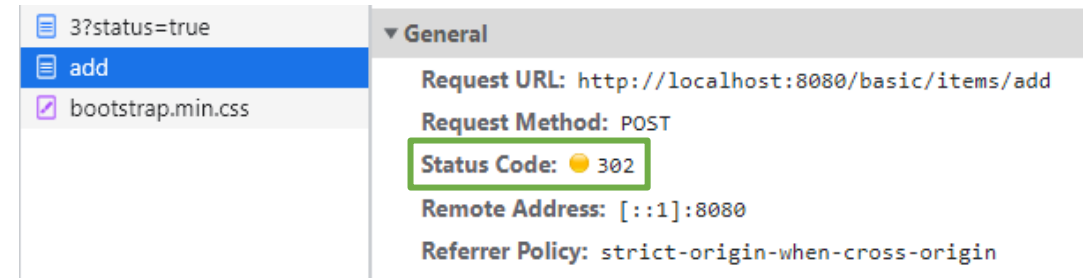 3?status=true
add
bootstrap.min.css
General
Request URL: http://localhost:8080/basic/items/add
Request Method: POST
Status Code: 302
Remote Address: [::1]:8080
Referrer Policy: strict-origin-when-cross-origin